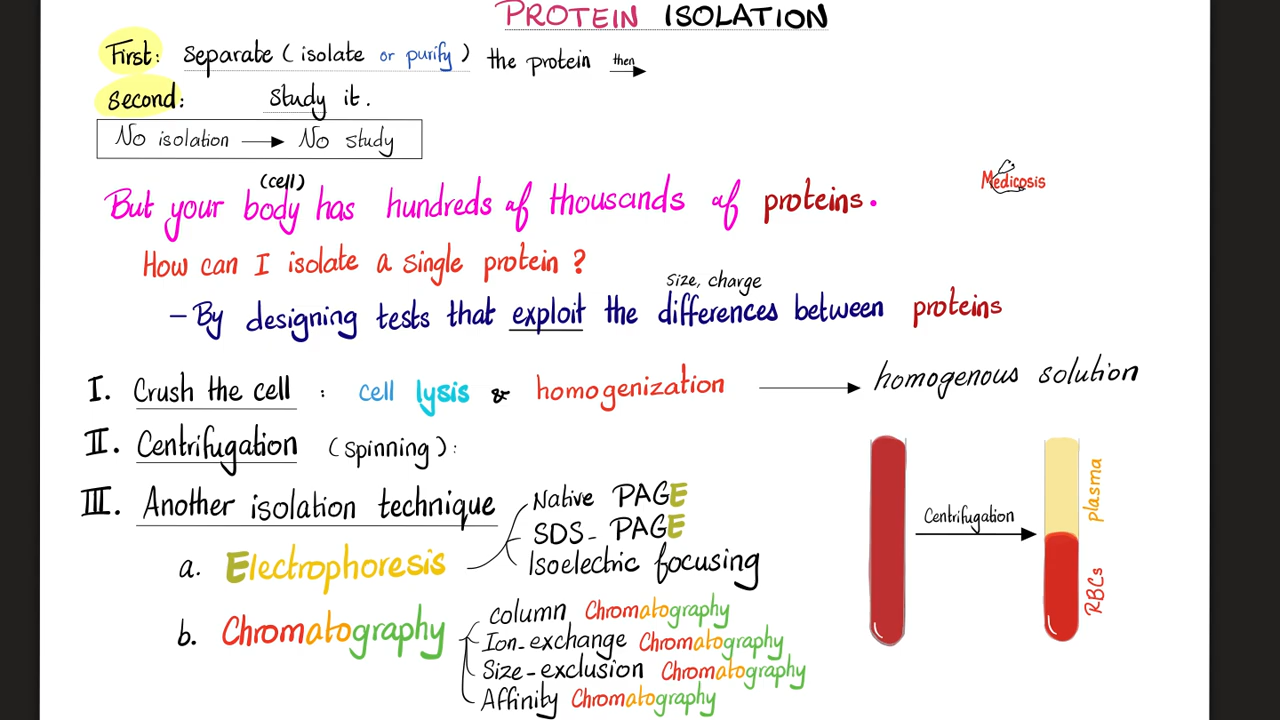 PROTEIN ISOLATION
First: separate (isolate or purify) the protein then
Second: study it.
No isolation → No study
(cell)
But your body has hundreds of thousands of proteins.
Medicosis
How can I isolate a single protein?
size, charge
- By designing tests that exploit the differences between proteins
I. Crush the cell : cell lysis & homogenization → homogenous solution
II. Centrifugation (spinning):
III. Another isolation technique
Native PAGE
SDS- PAGE
a. Electrophoresis
Isoelectric focusing
b. Chromatography
column Chromatography
Ion-exchange Chromatography
Size-exclusion Chromatography
Affinity Chromatography
Centrifugation
plasma
RBCs